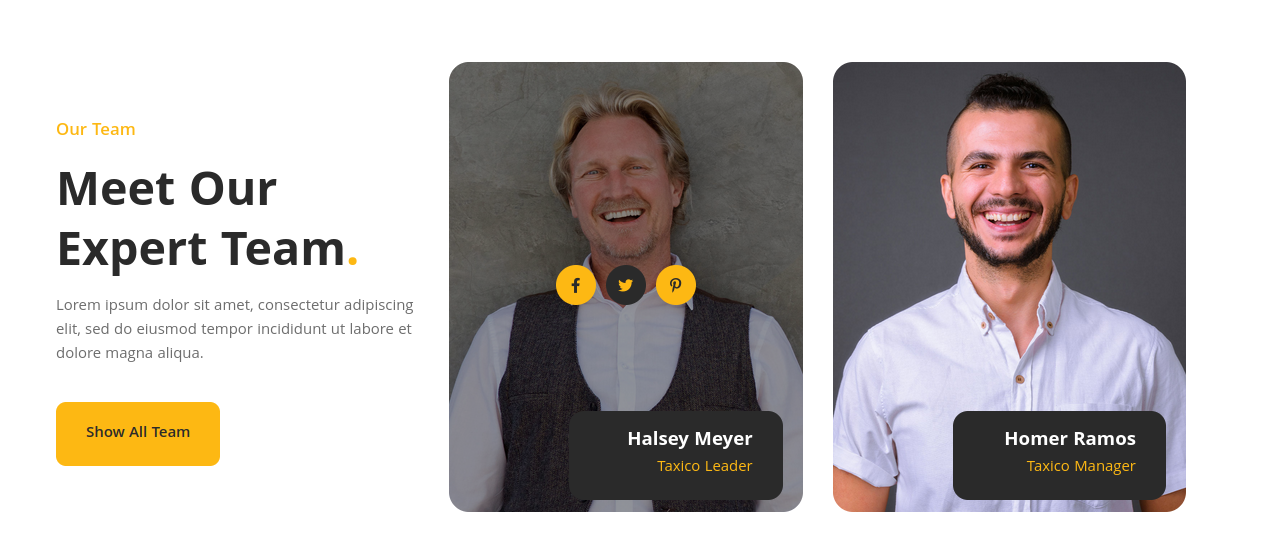 Our Team
Meet Our
Expert Team.
Lorem ipsum dolor sit amet, consectetur adipiscing
elit, sed do eiusmod tempor incididunt ut labore et
dolore magna aliqua.
Show All Team
Halsey Meyer
Taxico Leader
Homer Ramos
Taxico Manager